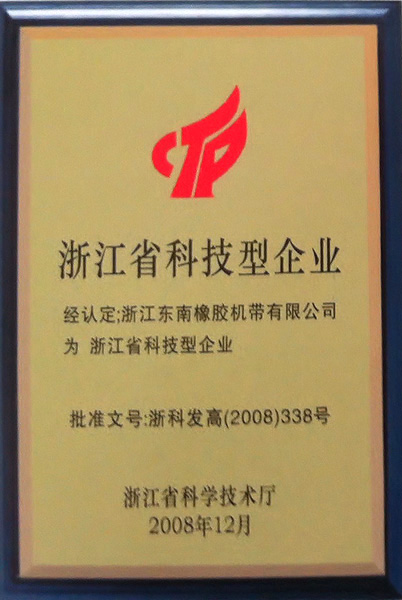 浙江省科技型企业
经认定;浙江东南橡胶机带有限公司
为 浙江省科技型企业
批准文号:浙科发高(2008)338号
浙江省科学技术厅
2008年12月